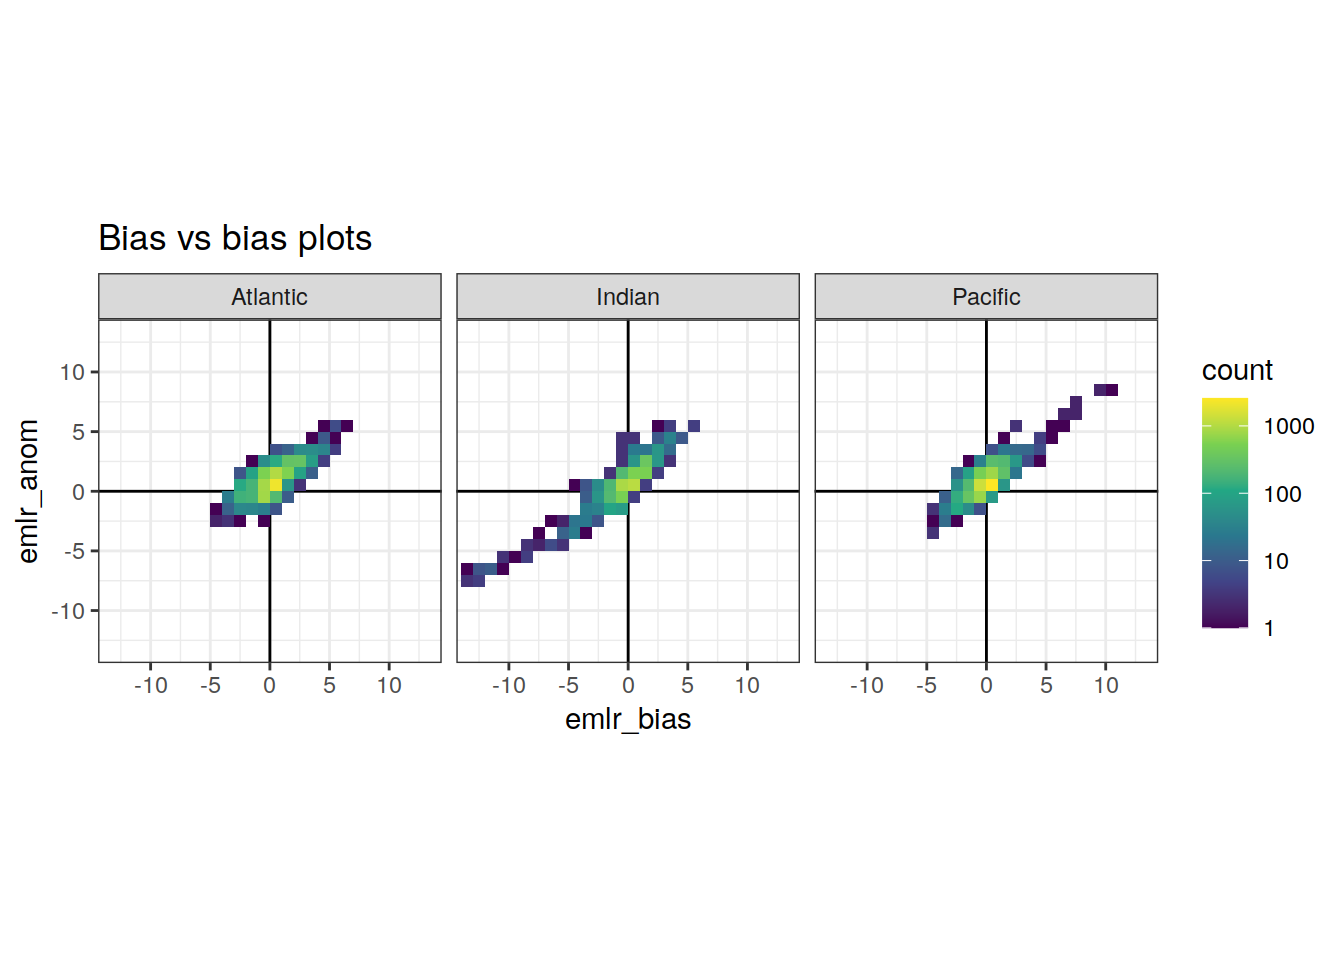 Bias vs bias plots
Atlantic Indian Pacific
10
5
0
-5
-10
emlr_anom
-10 -5 0 5 10 -10 -5 0 5 10 -10 -5 0 5 10
emlr_bias
count
1000
100
10
1